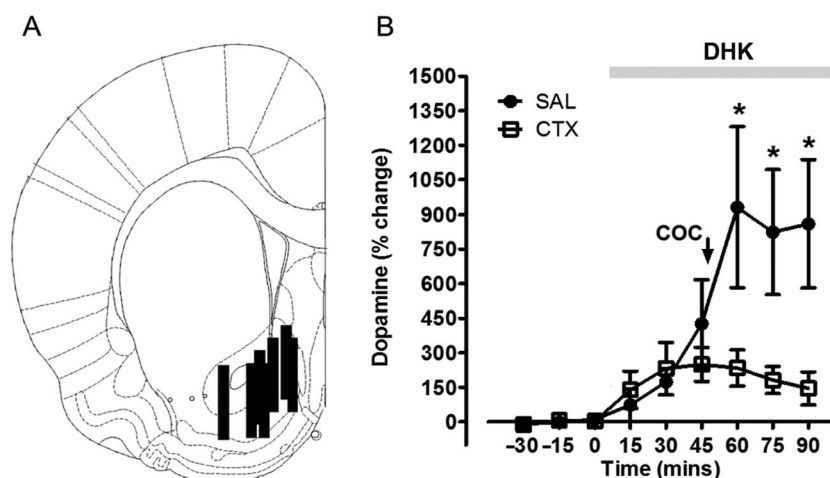 A
B
DHK
1500
1350
1200
1050
900
750
600
450
300
150
0
Dopamine (% change)
SAL
CTX
COC
*
*
*
-30 -15 0 15 30 45 60 75 90
Time (mins)